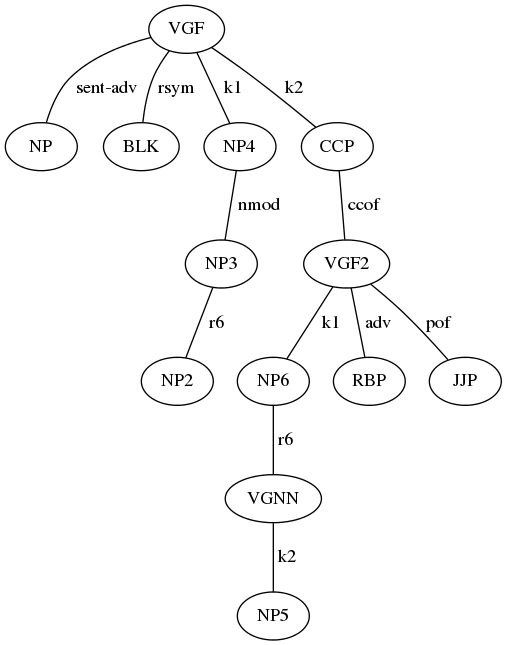 VGF
sent-adv rsym k1 k2
NP BLK NP4 CCP
nmod ccof
NP3 VGF2
r6 k1 adv pof
NP2 NP6 RBP JJP
r6
VGNN
k2
NP5